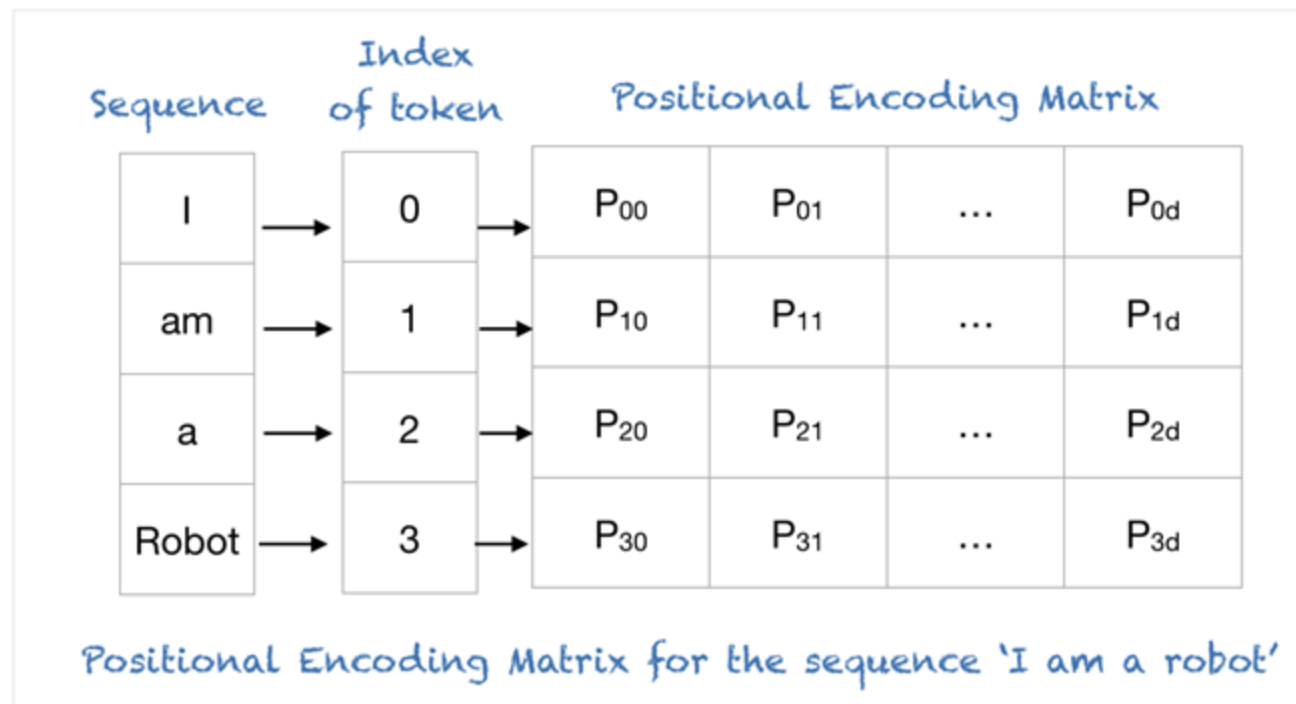 Index
Sequence of token Positional Encoding Matrix
I 0 P00 P01 ... P0d
am 1 P10 P11 ... P1d
a 2 P20 P21 ... P2d
Robot 3 P30 P31 ... P3d
Positional Encoding Matrix for the sequence ‘I am a robot’